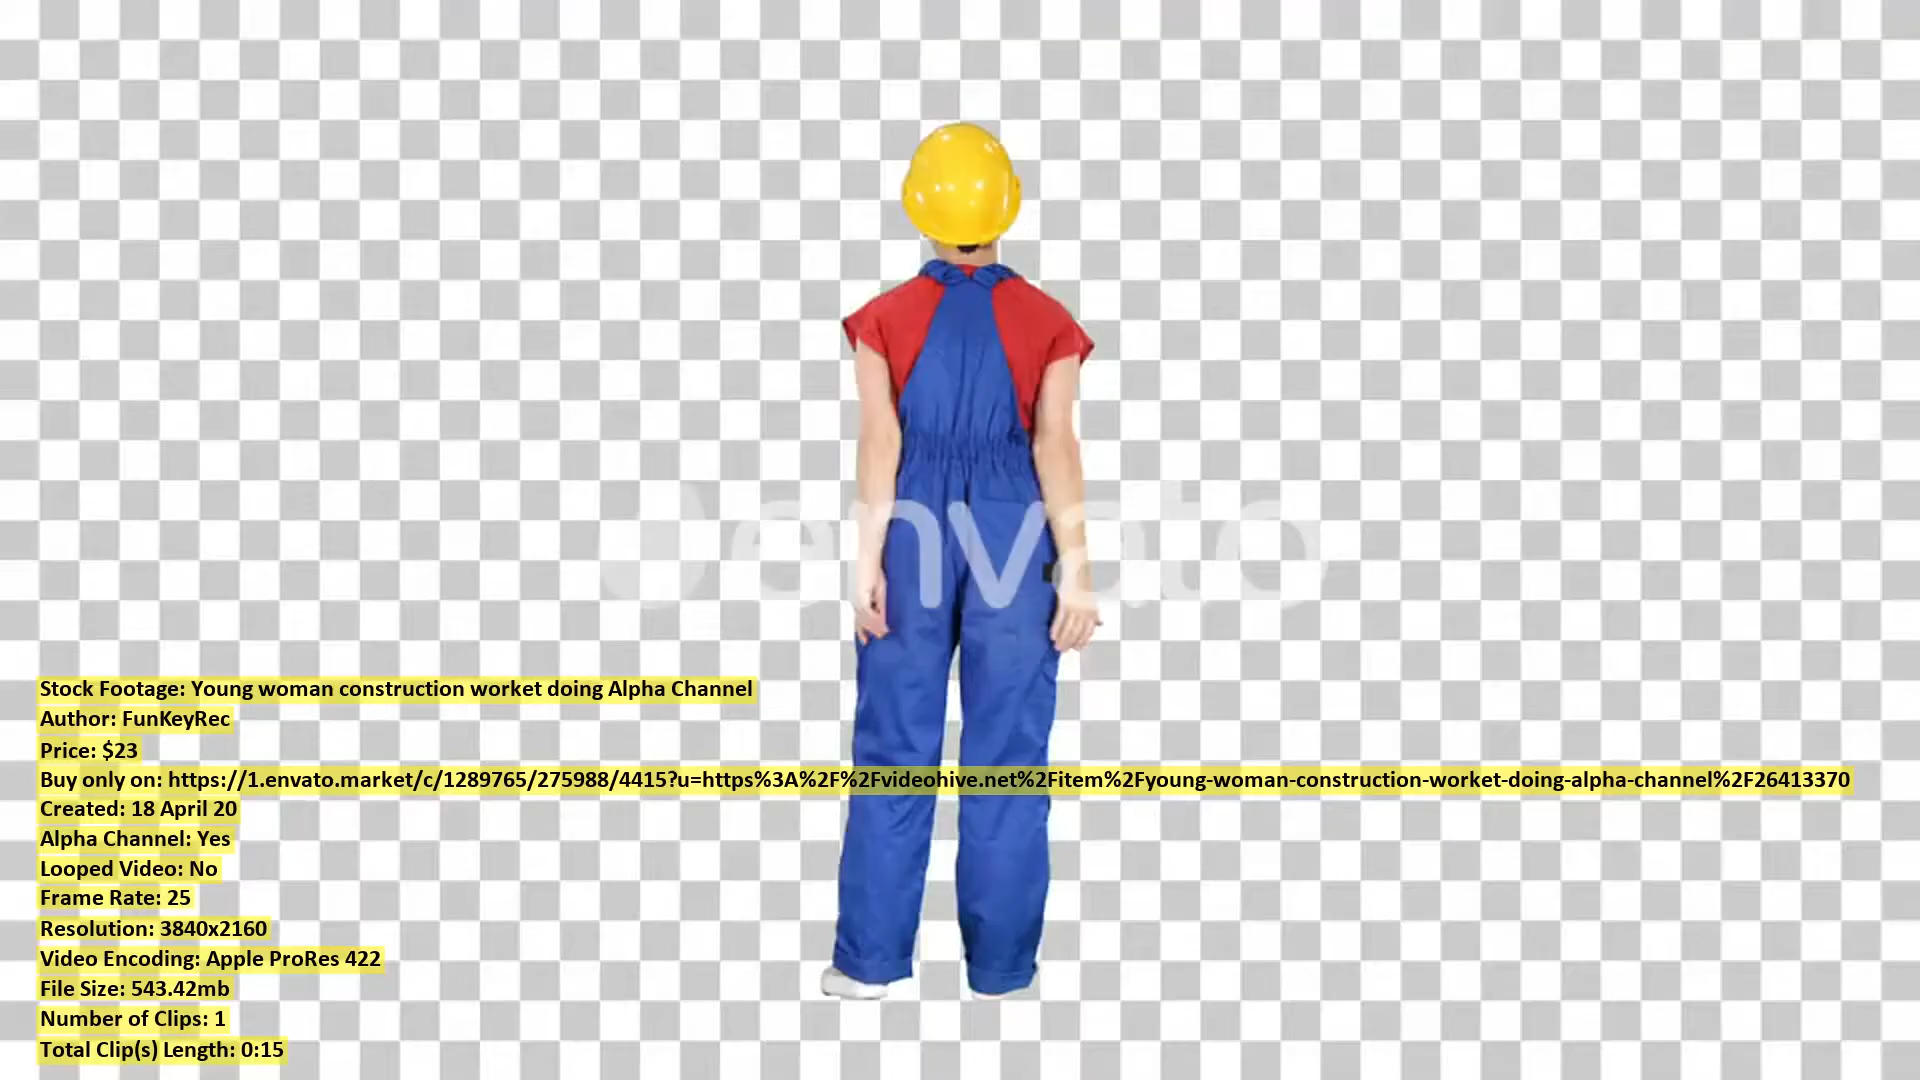 envato
Stock Footage: Young woman construction worket doing Alpha Channel
Author: FunKeyRec
Price: $23
Buy only on: https://1.envato.market/c/1289765/275988/4415?u=https%3A%2F%2Fvideohive.net%2Fitem%2Fyoung-woman-construction-worket-doing-alpha-channel%2F26413370
Created: 18 April 20
Alpha Channel: Yes
Looped Video: No
Frame Rate: 25
Resolution: 3840x2160
Video Encoding: Apple ProRes 422
File Size: 543.42mb
Number of Clips: 1
Total Clip(s) Length: 0:15